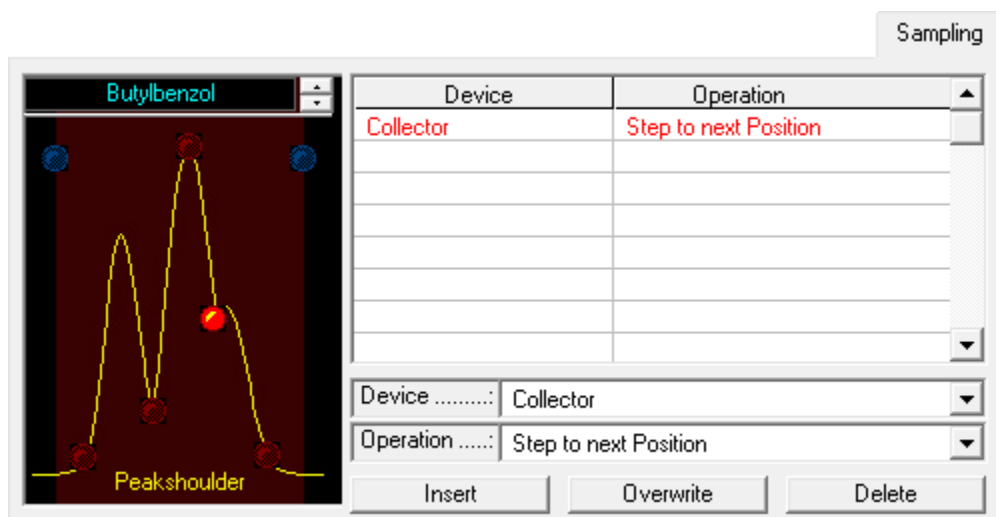 Sampling
Butylbenzol
Device Operation
Collector Step to next Position
Peakshoulder
Device .........: Collector
Operation .....: Step to next Position
Insert Overwrite Delete